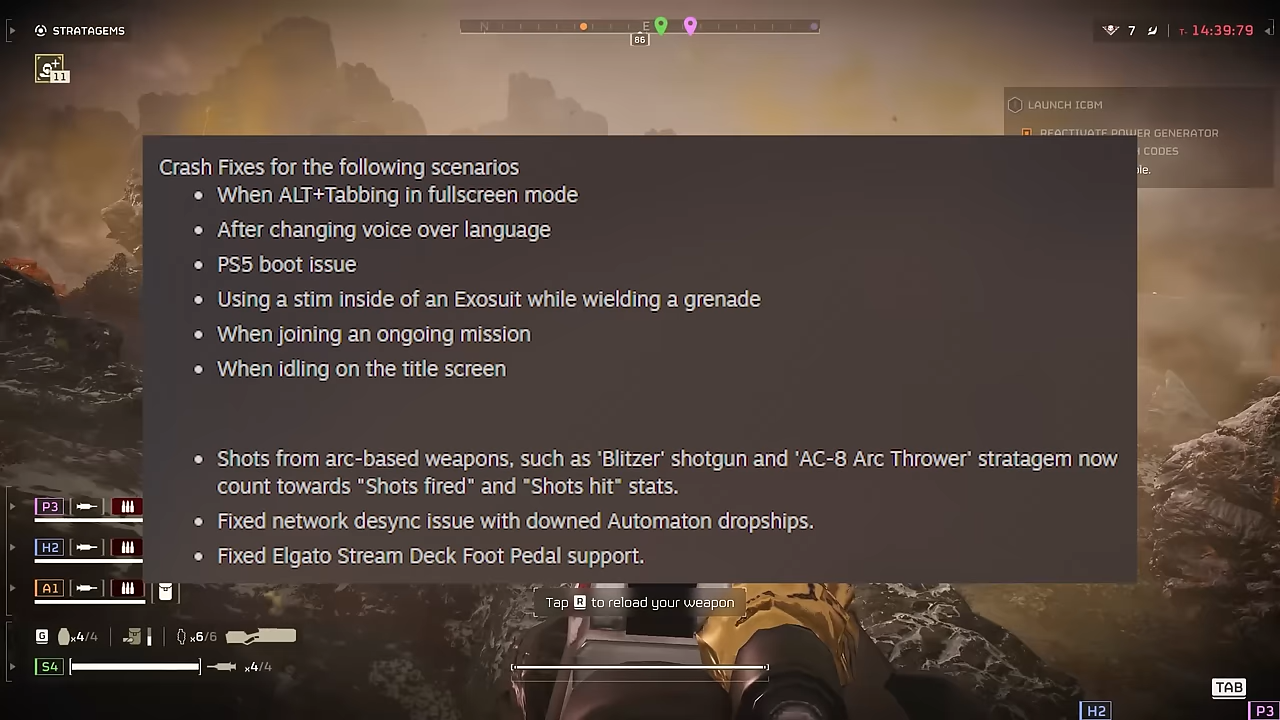 STRATAGEMS
N
E
86
7
T- 14:39:79
11
LAUNCH ICBM
REACTIVATE POWER GENERATOR
CODES
ble.
Crash Fixes for the following scenarios
• When ALT+Tabbing in fullscreen mode
• After changing voice over language
• PS5 boot issue
• Using a stim inside of an Exosuit while wielding a grenade
• When joining an ongoing mission
• When idling on the title screen
• Shots from arc-based weapons, such as 'Blitzer' shotgun and 'AC-8 Arc Thrower' stratagem now
count towards "Shots fired" and "Shots hit" stats.
• Fixed network desync issue with downed Automaton dropships.
• Fixed Elgato Stream Deck Foot Pedal support.
P3
H2
A1
Tap R to reload your weapon
G x4/4 x6/6
S4 x4/4
TAB
H2
P3